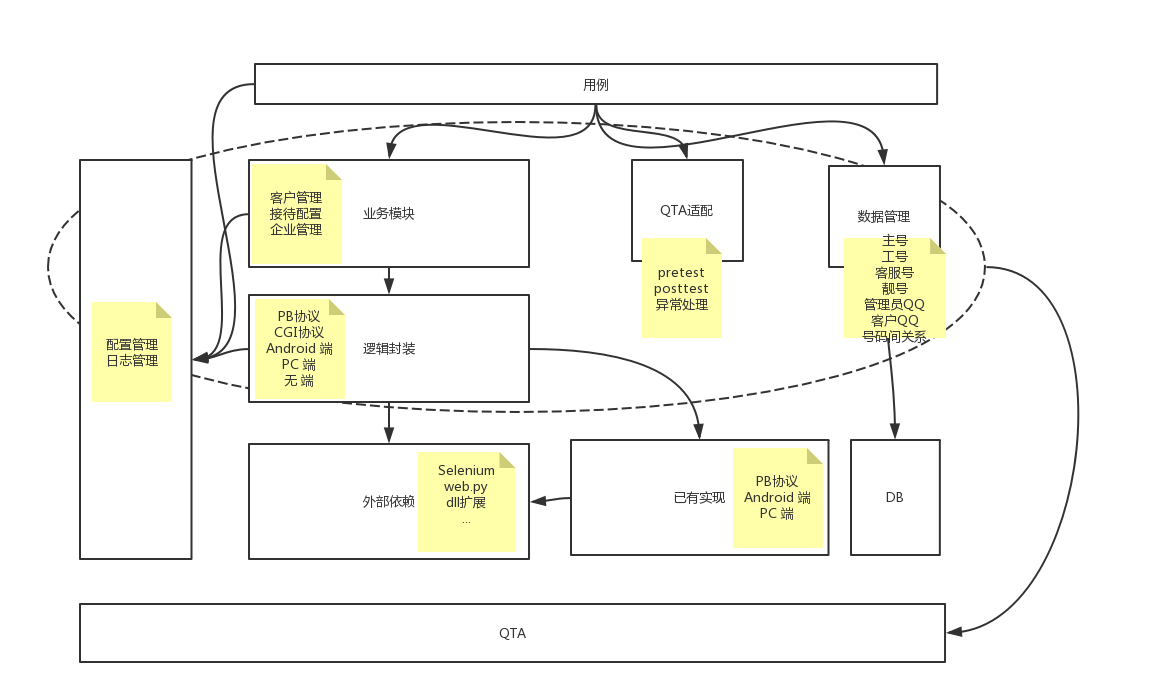 用例
客户管理
接待配置
企业管理
业务模块
QTA适配
pretest
posttest
异常处理
数据管理
主号
工号
客服号
靓号
管理员QQ
客户QQ
号码间关系
配置管理
日志管理
PB协议
CGI协议
Android 端
PC 端
无 端
逻辑封装
外部依赖
Selenium
web.py
dll扩展
...
已有实现
PB协议
Android 端
PC 端
DB
QTA